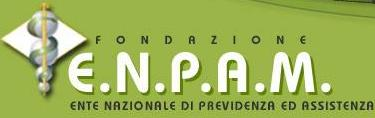 FONDAZIONE
E.N.P.A.M.
ENTE NAZIONALE DI PREVIDENZA ED ASSISTENZA